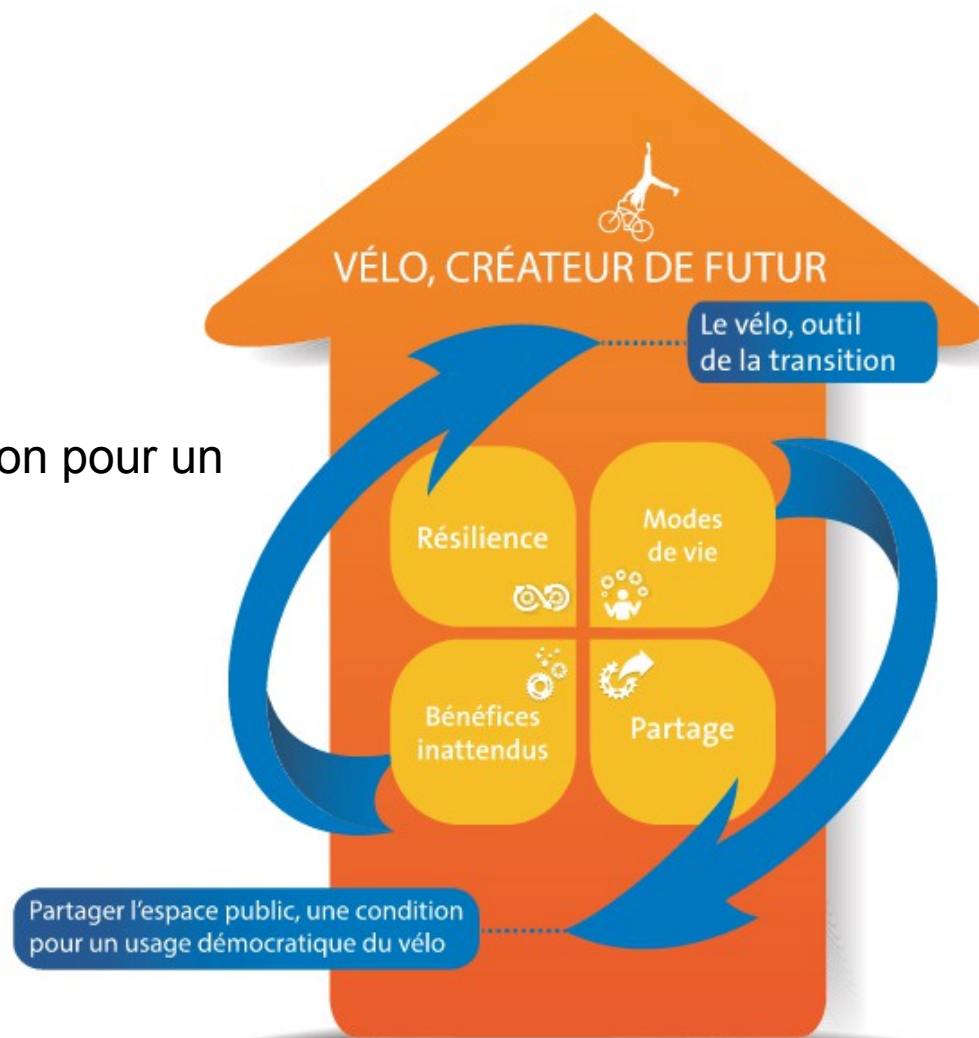 VÉLO, CRÉATEUR DE FUTUR
Le vélo, outil
de la transition
on pour un
Résilience
Modes
de vie
Bénéfices
inattendus
Partage
Partager l'espace public, une condition
pour un usage démocratique du vélo